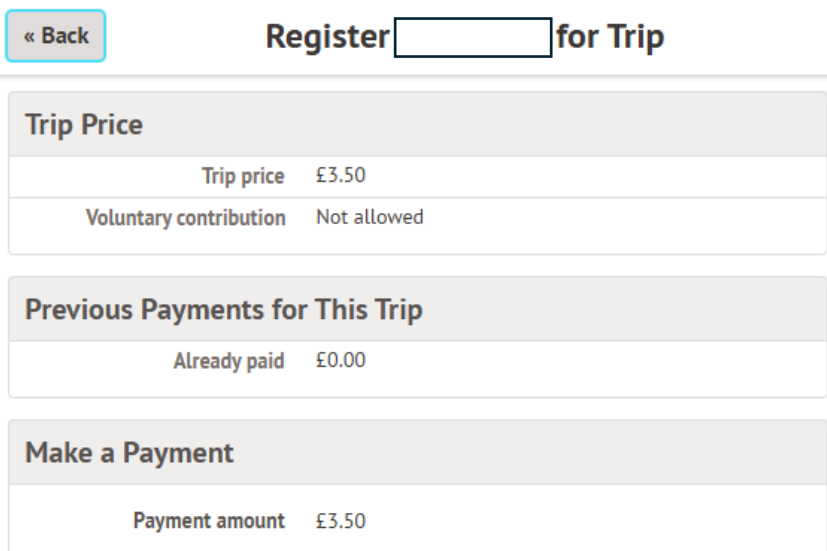 « Back
Register for Trip
Trip Price
Trip price £3.50
Voluntary contribution Not allowed
Previous Payments for This Trip
Already paid £0.00
Make a Payment
Payment amount £3.50